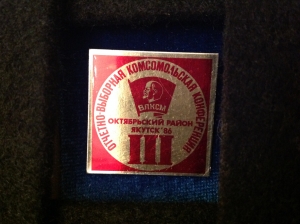 ОТЧЕТНО-ВЫБОРНАЯ КОМСОМОЛЬСКАЯ КОНФЕРЕНЦИЯ
ВЛКСМ
ОКТЯБРЬСКИЙ РАЙОН
ЯКУТСК '86
III